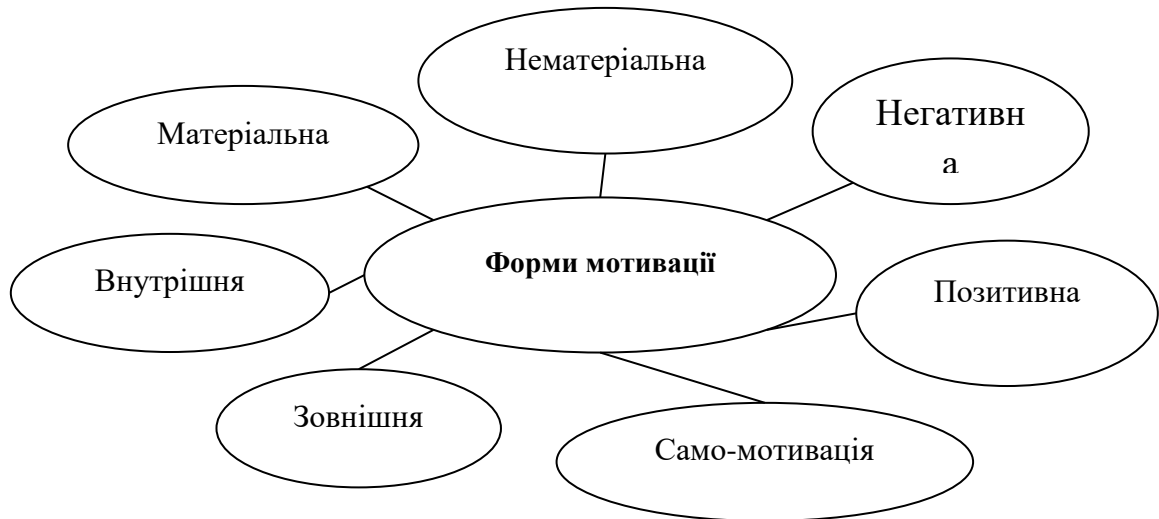 Нематеріальна
Негативн
а
Матеріальна
Форми мотивації
Внутрішня
Позитивна
Зовнішня
Само-мотивація